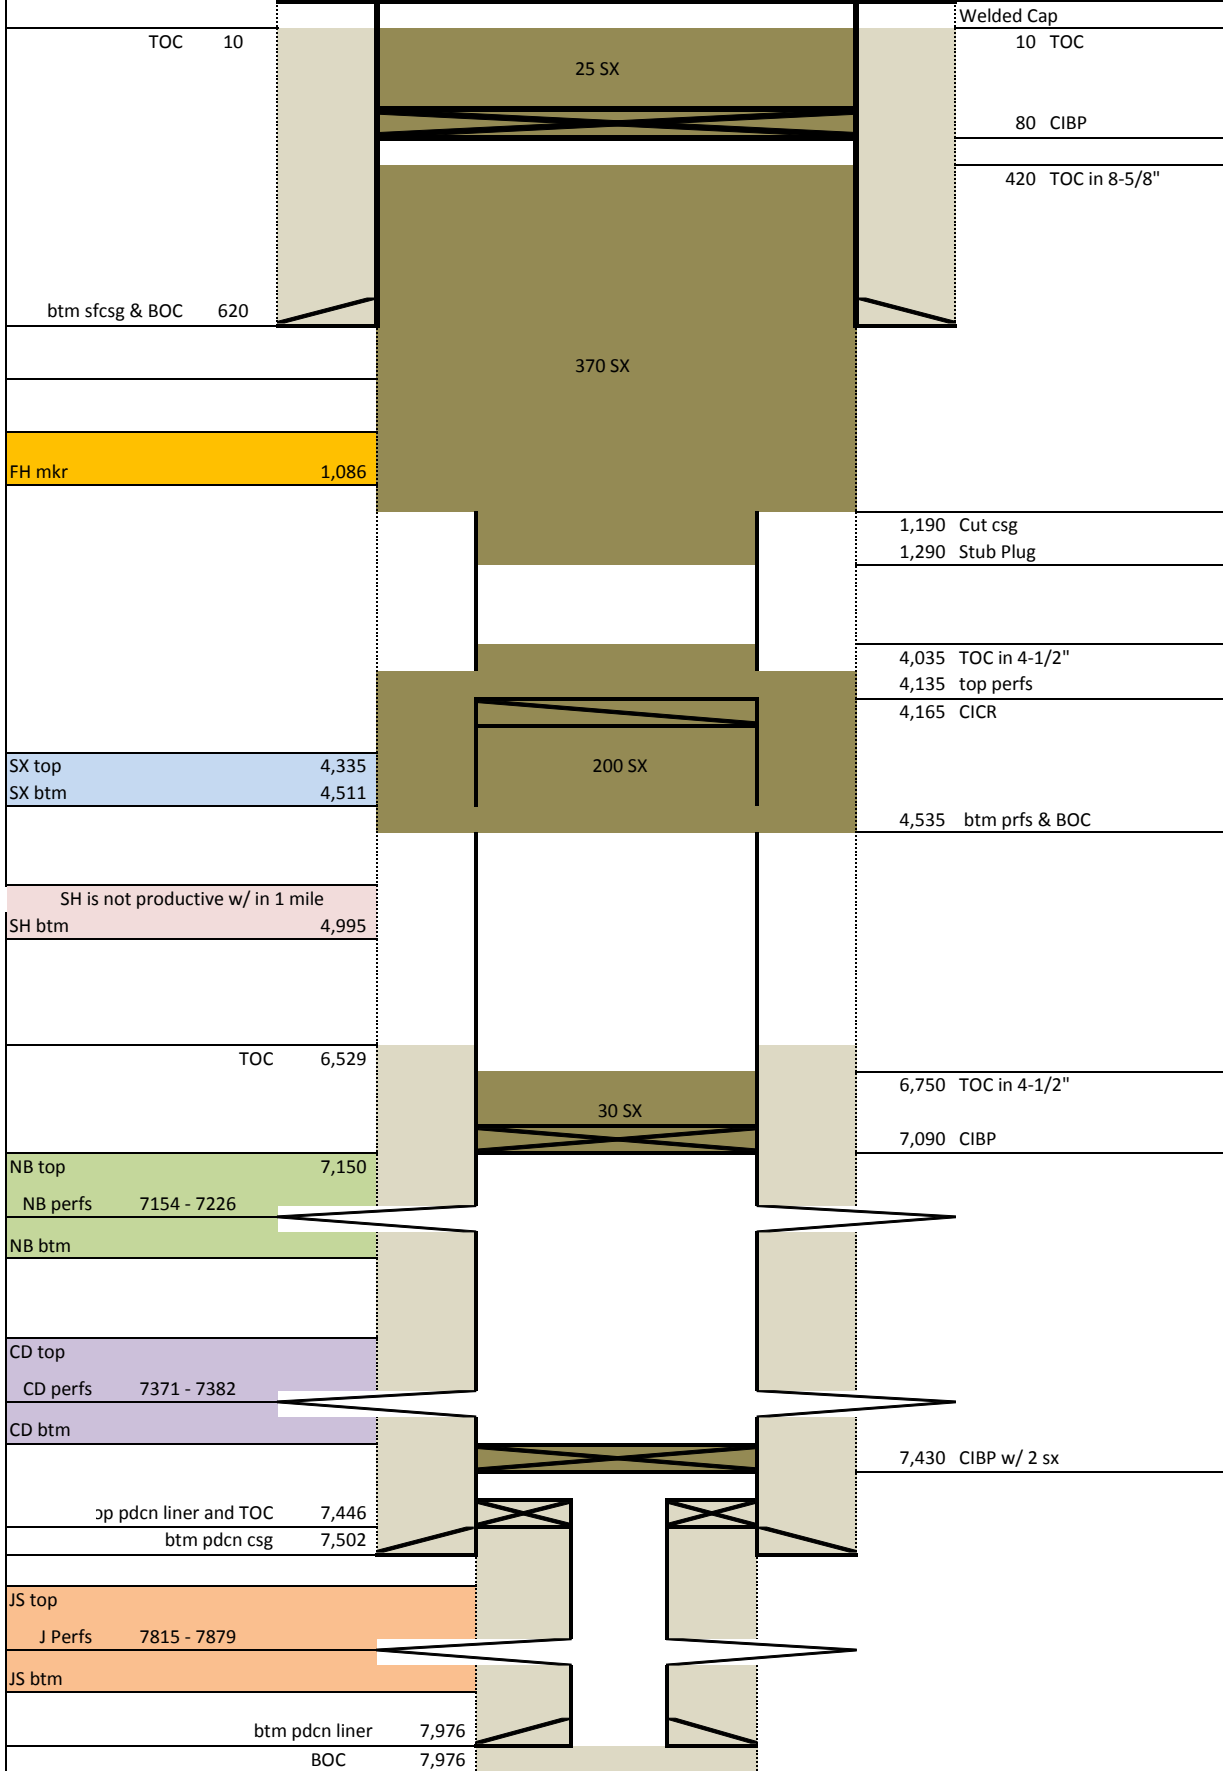 Welded Cap
TOC 10
10 TOC
25 SX
80 CIBP
420 TOC in 8-5/8"
btm sfcsg & BOC 620
370 SX
FH mkr 1,086
1,190 Cut csg
1,290 Stub Plug
4,035 TOC in 4-1/2"
4,135 top perfs
4,165 CICR
SX top 4,335
200 SX
SX btm 4,511
4,535 btm prfs & BOC
SH is not productive w/ in 1 mile
SH btm 4,995
TOC 6,529
6,750 TOC in 4-1/2"
30 SX
7,090 CIBP
NB top 7,150
NB perfs 7154 - 7226
NB btm
CD top
CD perfs 7371 - 7382
CD btm
7,430 CIBP w/ 2 sx
op pdcn liner and TOC 7,446
btm pdcn csg 7,502
JS top
J Perfs 7815 - 7879
JS btm
btm pdcn liner 7,976
BOC 7,976